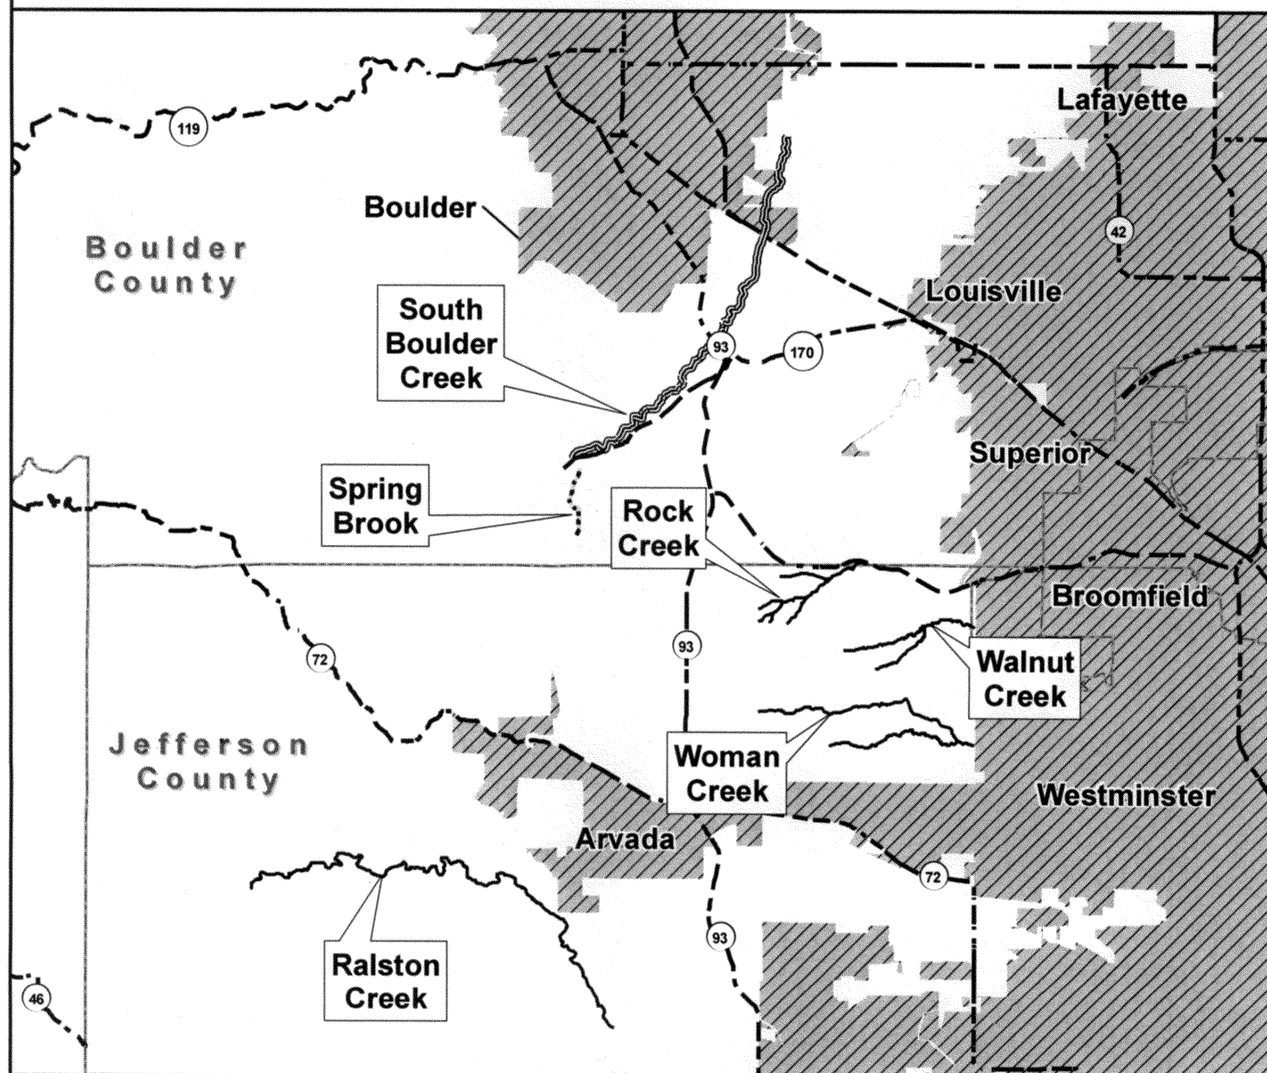 Lafayette
119
Boulder
42
Boulder
County
Louisville
South
Boulder
Creek
93
170
Superior
Spring
Brook
Rock
Creek
Broomfield
93
72
Walnut
Creek
Jefferson
County
Woman
Creek
Westminster
Arvada
72
93
Ralston
Creek
46